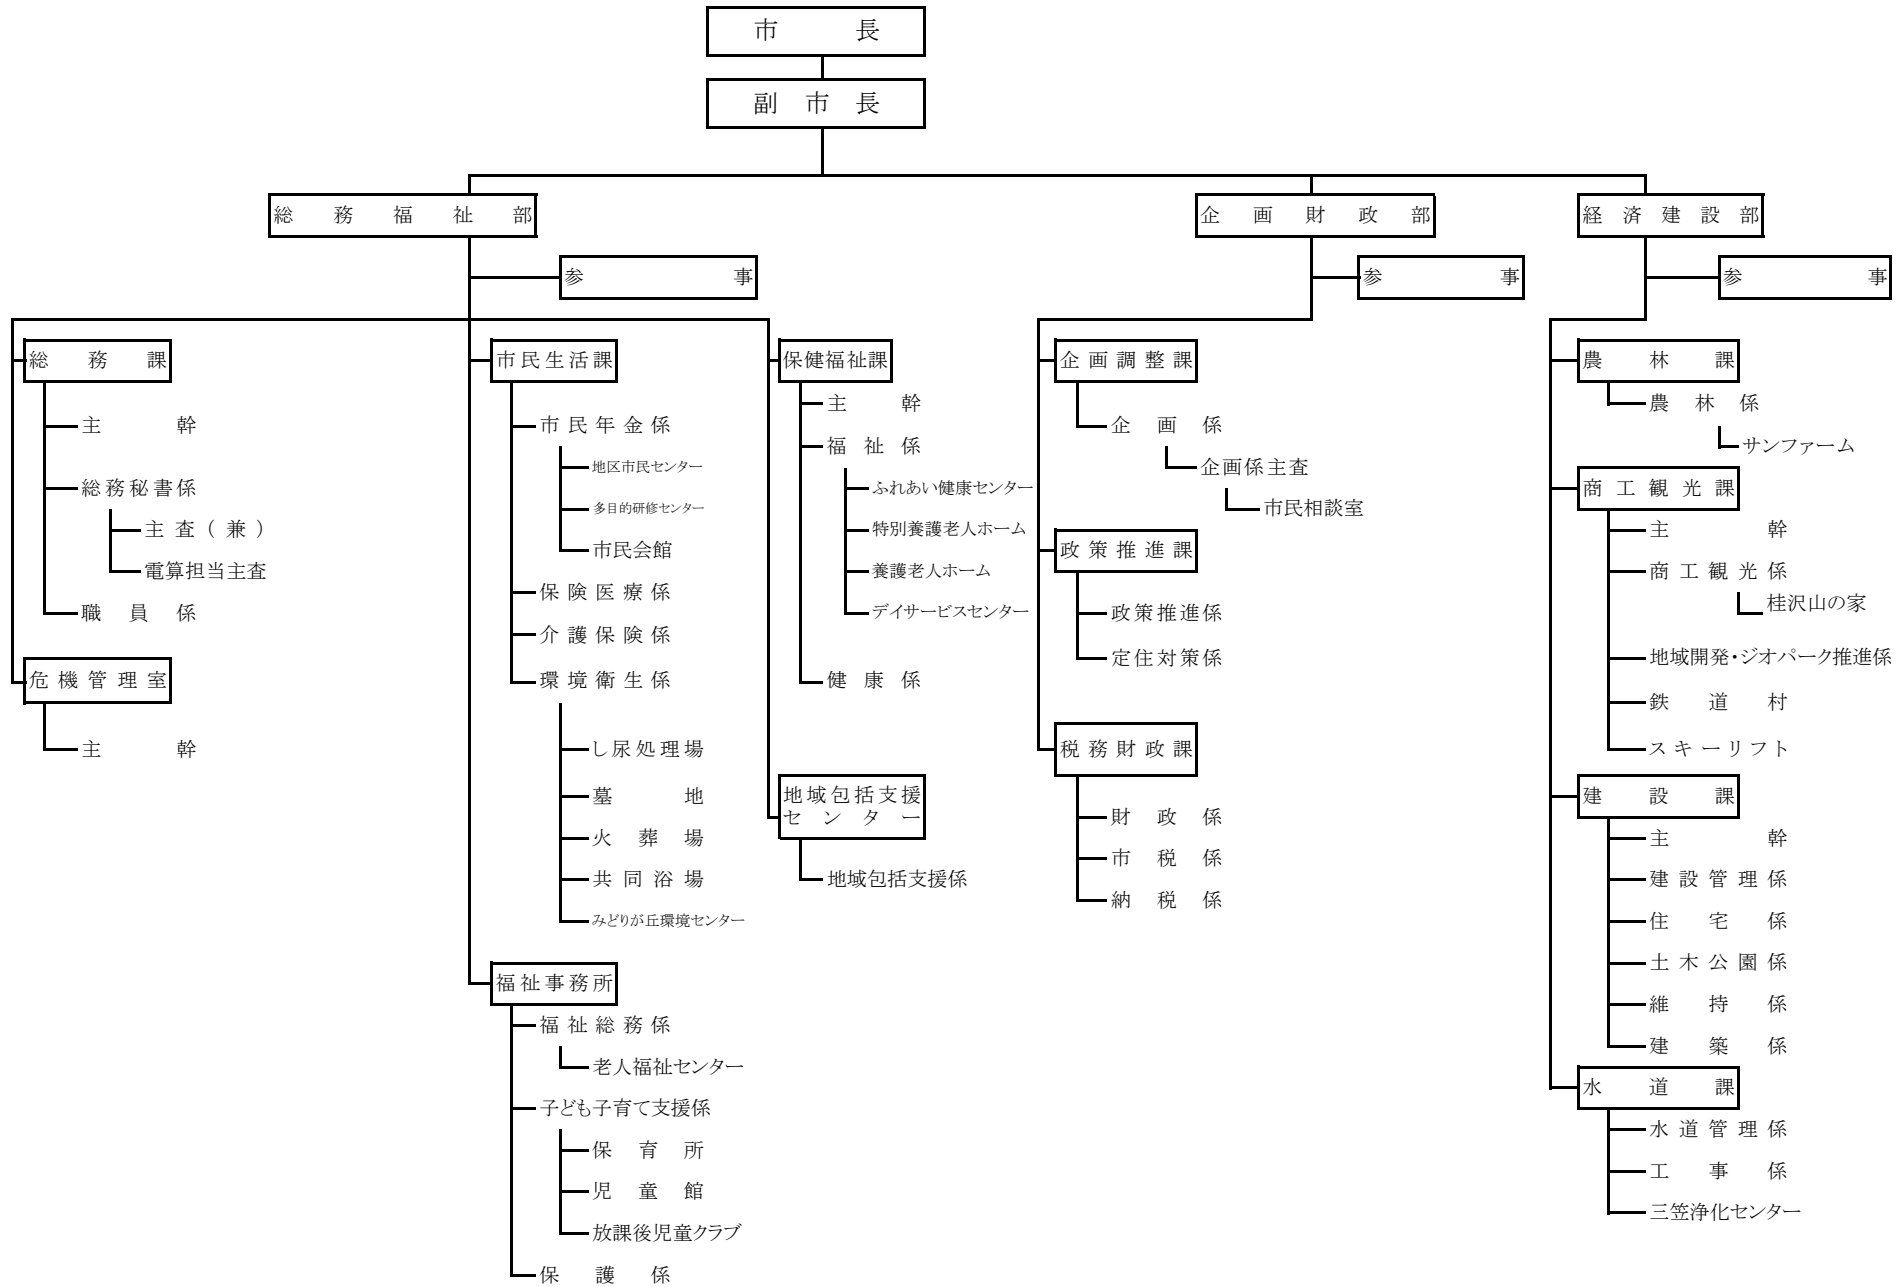 市長
副市長
総務福祉部
参事
総務課
主幹
総務秘書係
主査(兼)
電算担当主査
職員係
危機管理室
主幹
市民生活課
市民年金係
地区市民センター
多目的研修センター
市民会館
保険医療係
介護保険係
環境衛生係
し尿処理場
墓地
火葬場
共同浴場
みどりが丘環境センター
福祉事務所
福祉総務係
老人福祉センター
子ども子育て支援係
保育所
児童館
放課後児童クラブ
保護係
保健福祉課
主幹
福祉係
ふれあい健康センター
特別養護老人ホーム
養護老人ホーム
デイサービスセンター
健康係
地域包括支援
センター
地域包括支援係
企画財政部
参事
企画調整課
企画係
企画係主査
市民相談室
政策推進課
政策推進係
定住対策係
税務財政課
財政係
市税係
納税係
経済建設部
参事
農林課
農林係
サンファーム
商工観光課
主幹
商工観光係
桂沢山の家
地域開発・ジオパーク推進係
鉄道村
スキーリフト
建設課
主幹
建設管理係
住宅係
土木公園係
維持係
建築係
水道課
水道管理係
工事係
三笠浄化センター